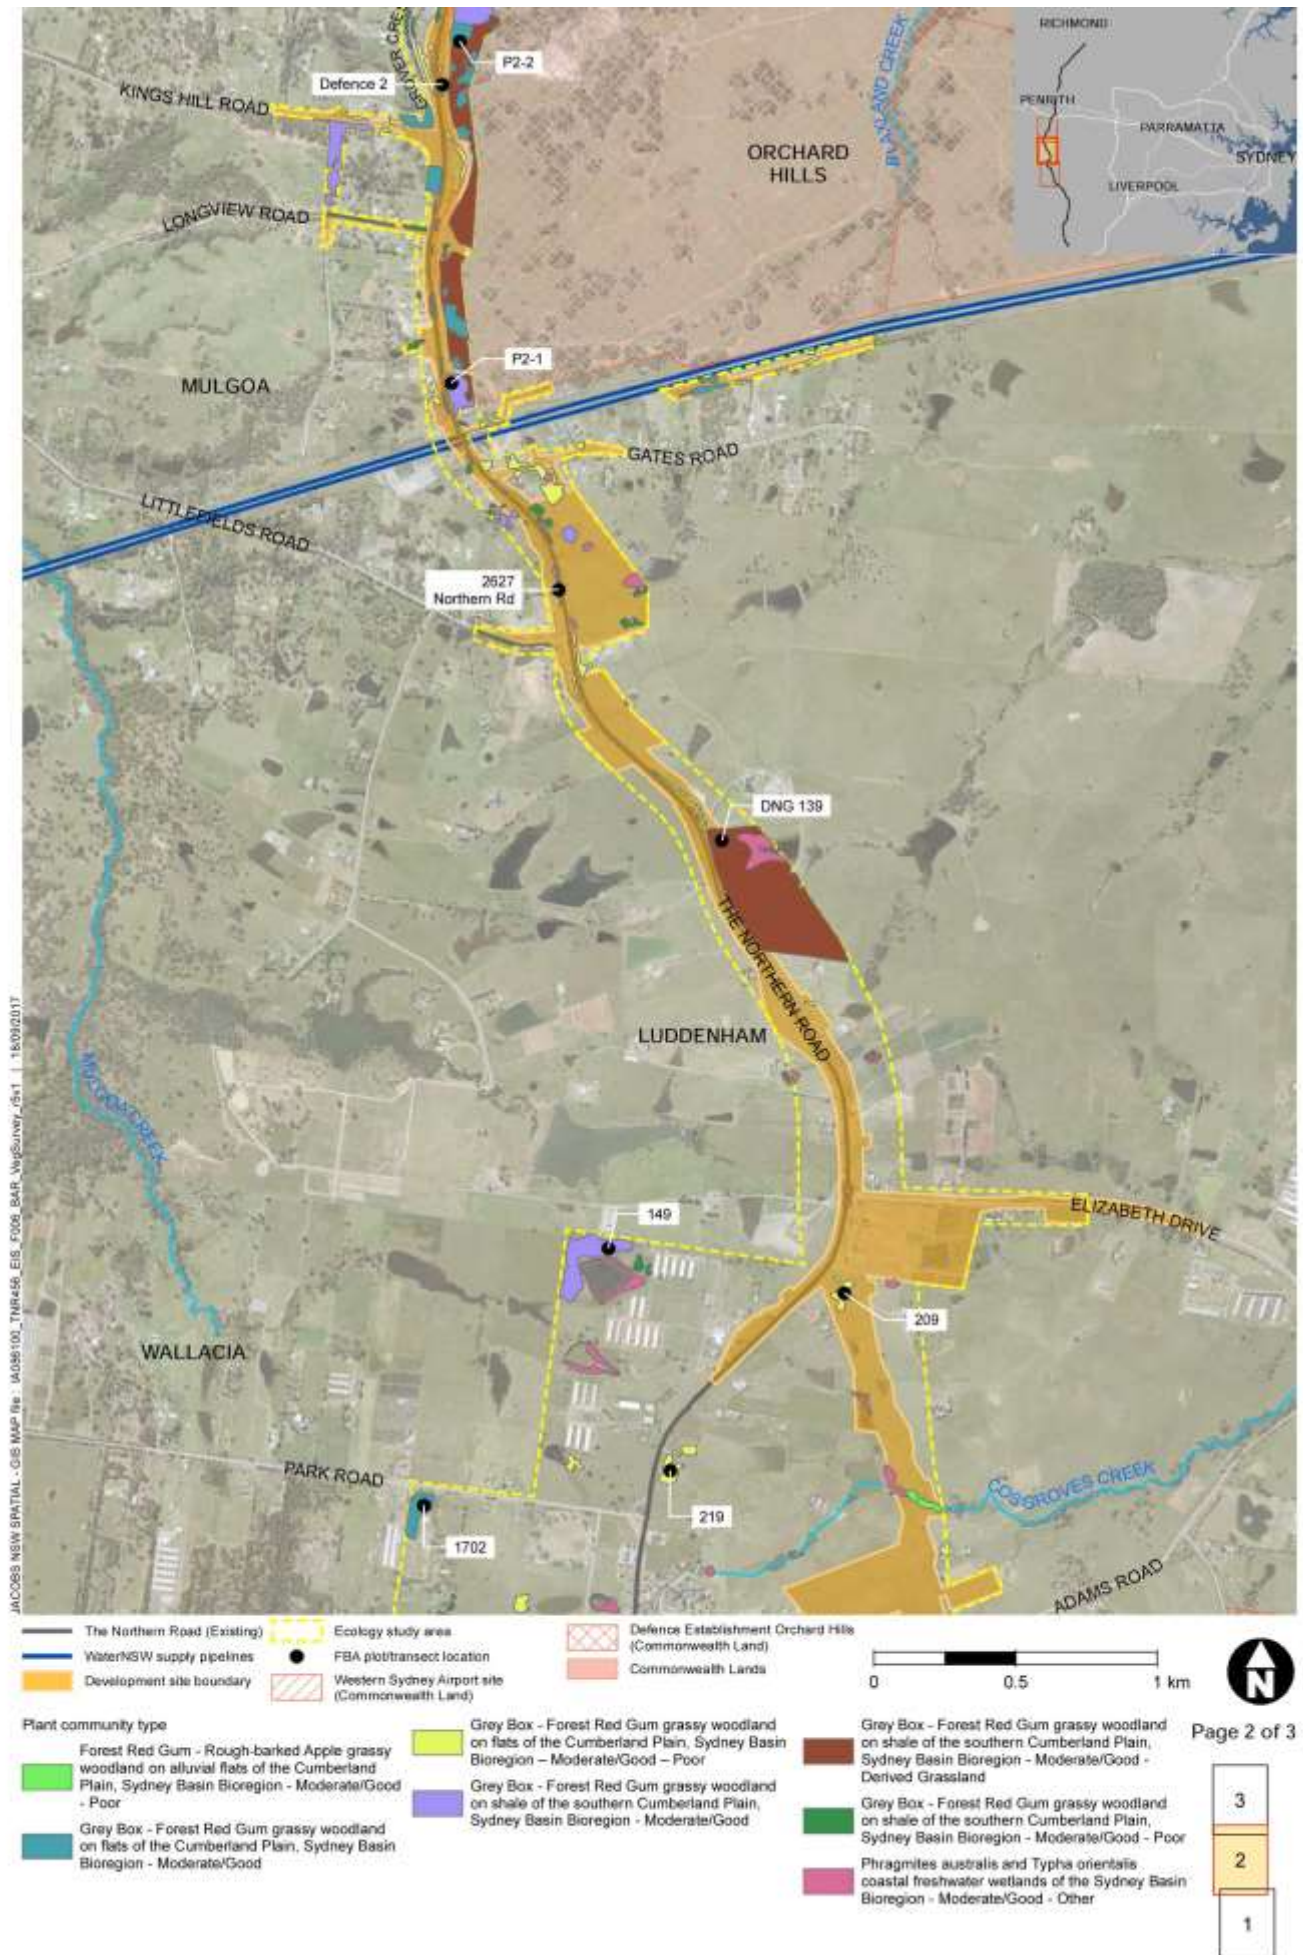 RICHMOND
PENRITH
PARRAMATTA
SYDNEY
LIVERPOOL
P2-2
Defence 2
KINGS HILL ROAD
BLAXLAND CREEK
ORCHARD
HILLS
LONGVIEW ROAD
P2-1
MULGOA
GATES ROAD
LITTLEFIELDS ROAD
2627
Northern Rd
DNG 139
THE NORTHERN ROAD
LUDDENHAM
MULGOA CREEK
149
ELIZABETH DRIVE
209
WALLACIA
PARK ROAD
COSGROVES CREEK
219
1702
ADAMS ROAD
JACOBS NSW SPATIAL - GIS MAP file :
The Northern Road (Existing)
WaterNSW supply pipelines
Development site boundary
Ecology study area
FBA plot/transect location
Western Sydney Airport site
(Commonwealth Land)
Defence Establishment Orchard Hills
(Commonwealth Land)
Commonwealth Lands
0 0.5 1 km
N
Page 2 of 3
3
2
1
Plant community type
Forest Red Gum - Rough-barked Apple grassy
woodland on alluvial flats of the Cumberland
Plain, Sydney Basin Bioregion - Moderate/Good
- Poor
Grey Box - Forest Red Gum grassy woodland
on flats of the Cumberland Plain, Sydney Basin
Bioregion - Moderate/Good
Grey Box - Forest Red Gum grassy woodland
on flats of the Cumberland Plain, Sydney Basin
Bioregion – Moderate/Good – Poor
Grey Box - Forest Red Gum grassy woodland
on shale of the southern Cumberland Plain,
Sydney Basin Bioregion - Moderate/Good
Grey Box - Forest Red Gum grassy woodland
on shale of the southern Cumberland Plain,
Sydney Basin Bioregion - Moderate/Good -
Derived Grassland
Grey Box - Forest Red Gum grassy woodland
on shale of the southern Cumberland Plain,
Sydney Basin Bioregion - Moderate/Good - Poor
Phragmites australis and Typha orientalis
coastal freshwater wetlands of the Sydney Basin
Bioregion - Moderate/Good - Other